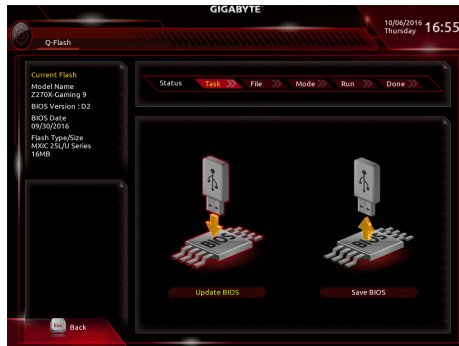 GIGABYTE
10/06/2016
Thursday
16:55
Q-Flash
Current Flash
Model Name
Z270X-Gaming 9
BIOS Version : D2
BIOS Date
09/30/2016
Flash Type/Size
MXIC 25L/U Series
16MB
Status Task File Mode Run Done
BIOS
BIOS
Update BIOS
Save BIOS
Esc Back